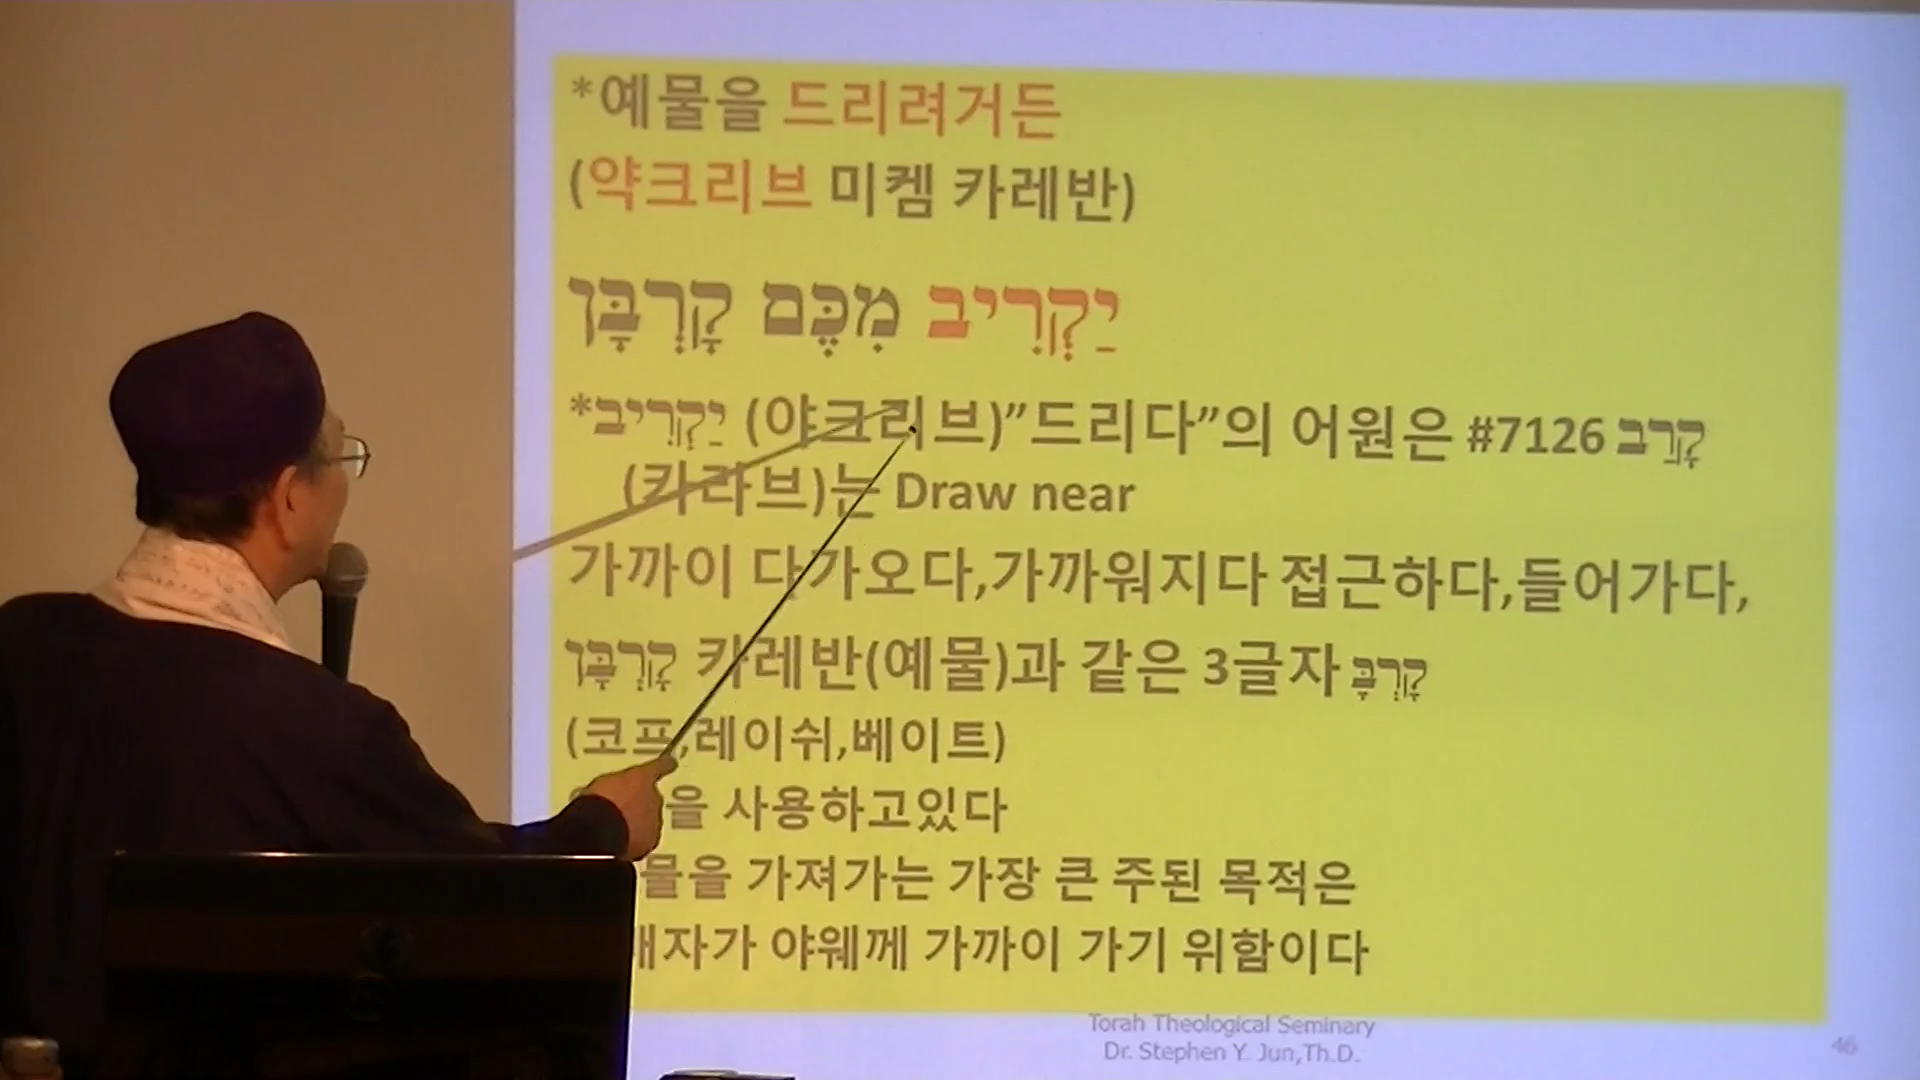 *예물을 드리려거든
(약크리브 미켐 카레반)
יַקְרִיב מִכֶּם קָרְבָּן
*יַקְרִיב (야크리브)”드리다”의 어원은 #7126 קָרַב
(카라브)는 Draw near
가까이 다가오다,가까워지다 접근하다,들어가다,
קָרְבָּן 카레반(예물)과 같은 3글자 קָרְבָּ
(코프,레이쉬,베이트)
을 사용하고있다
물을 가져가는 가장 큰 주된 목적은
자가 야웨께 가까이 가기 위함이다
Torah Theological Seminary
Dr. Stephen Y. Jun,Th.D.
46